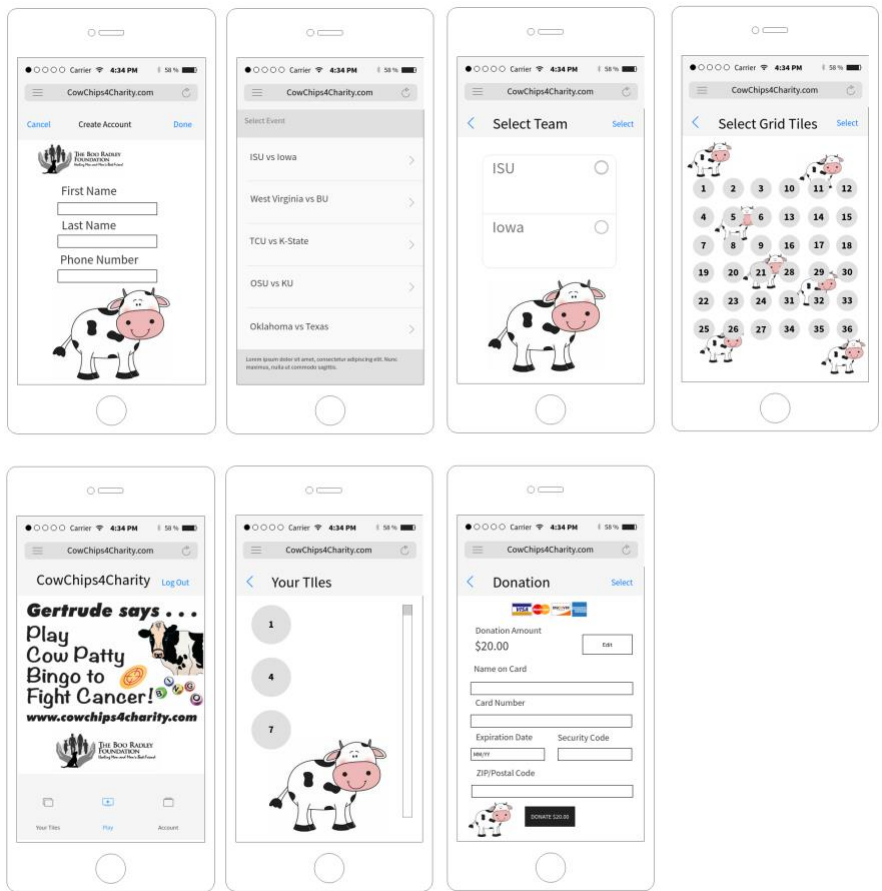 Carrier 4:34 PM 58 %
CowChips4Charity.com
Cancel Create Account Done
THE BOO RADLEY
FOUNDATION
First Name
Last Name
Phone Number
Carrier 4:34 PM 58 %
CowChips4Charity.com
Select Event
ISU vs Iowa
West Virginia vs BU
TCU vs K-State
OSU vs KU
Oklahoma vs Texas
Lorem ipsum dolor sit amet, consectetur adipiscing elit. Nunc
maximus, nulla ut commodo sagittis.
Carrier 4:34 PM 58 %
CowChips4Charity.com
Select Team Select
ISU
Iowa
Carrier 4:34 PM 58 %
CowChips4Charity.com
Select Grid Tiles Select
1 2 3 10 11 12
4 5 6 13 14 15
7 8 9 16 17 18
19 20 21 28 29 30
22 23 24 31 32 33
25 26 27 34 35 36
Carrier 4:34 PM 58 %
CowChips4Charity.com
CowChips4Charity Log Out
Gertrude says . . .
Play
Cow Patty
Bingo to
Fight Cancer!
www.cowchips4charity.com
THE BOO RADLEY
FOUNDATION
Your Tiles Play Account
Carrier 4:34 PM 58 %
CowChips4Charity.com
Your TIles
1
4
7
Carrier 4:34 PM 58 %
CowChips4Charity.com
Donation Select
VISA
Donation Amount
$20.00 Edit
Name on Card
Card Number
Expiration Date Security Code
MM/YY
ZIP/Postal Code
DONATE $20.00